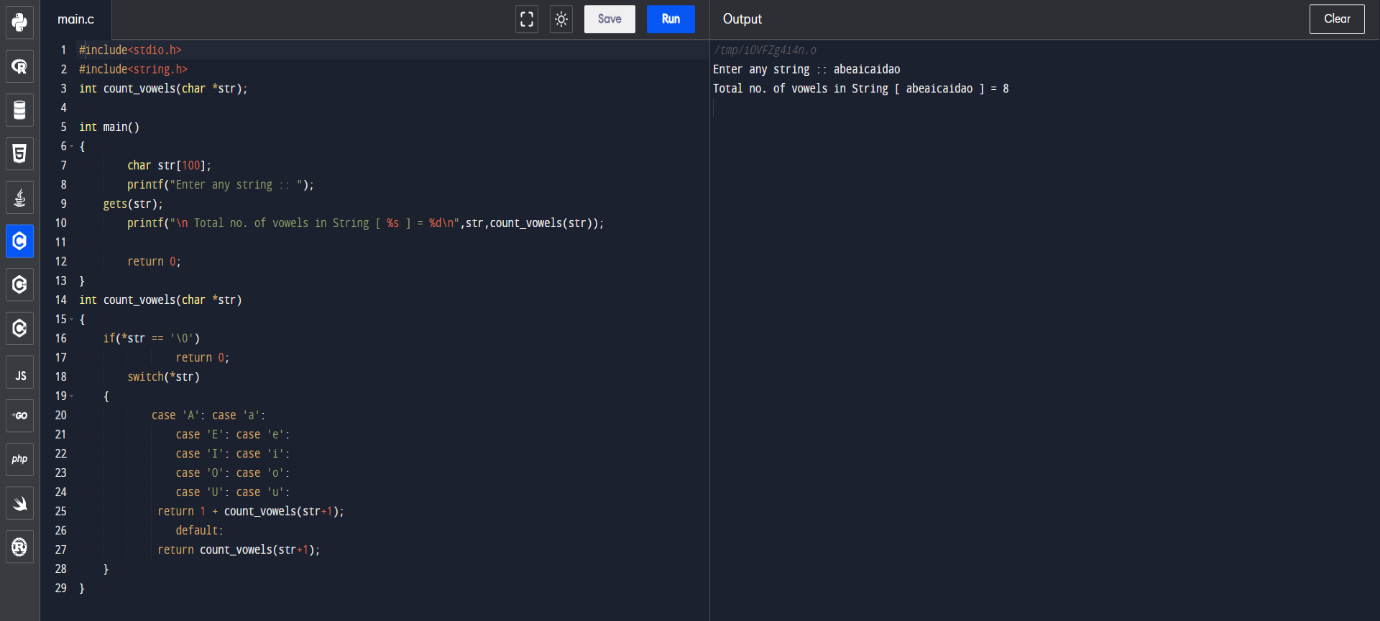 main.c
Save
Run
Output
Clear
1 #include<stdio.h>
2 #include<string.h>
3 int count_vowels(char *str);
4
5 int main()
6 {
7 char str[100];
8 printf("Enter any string :: ");
9 gets(str);
10 printf("\n Total no. of vowels in String [ %s ] = %d\n",str,count_vowels(str));
11
12 return 0;
13 }
14 int count_vowels(char *str)
15 {
16 if(*str == '\0')
17 return 0;
18 switch(*str)
19 {
20 case 'A': case 'a':
21 case 'E': case 'e':
22 case 'I': case 'i':
23 case 'O': case 'o':
24 case 'U': case 'u':
25 return 1 + count_vowels(str+1);
26 default:
27 return count_vowels(str+1);
28 }
29 }
/tmp/iOVFZg4i4n.o
Enter any string :: abeaicaidao
Total no. of vowels in String [ abeaicaidao ] = 8
R
5
C
C
C
JS
GO
php
R